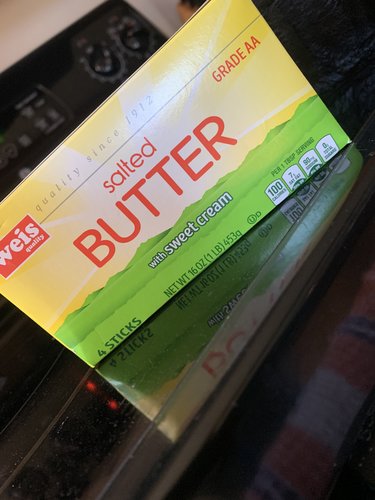 quality since 1912
GRADE AA
salted
BUTTER
weis
quality
with sweet cream
PER 1 TBSP SERVING
100
CALORIES
NET WT 16 OZ (1 LB) 453g
4 STICKS